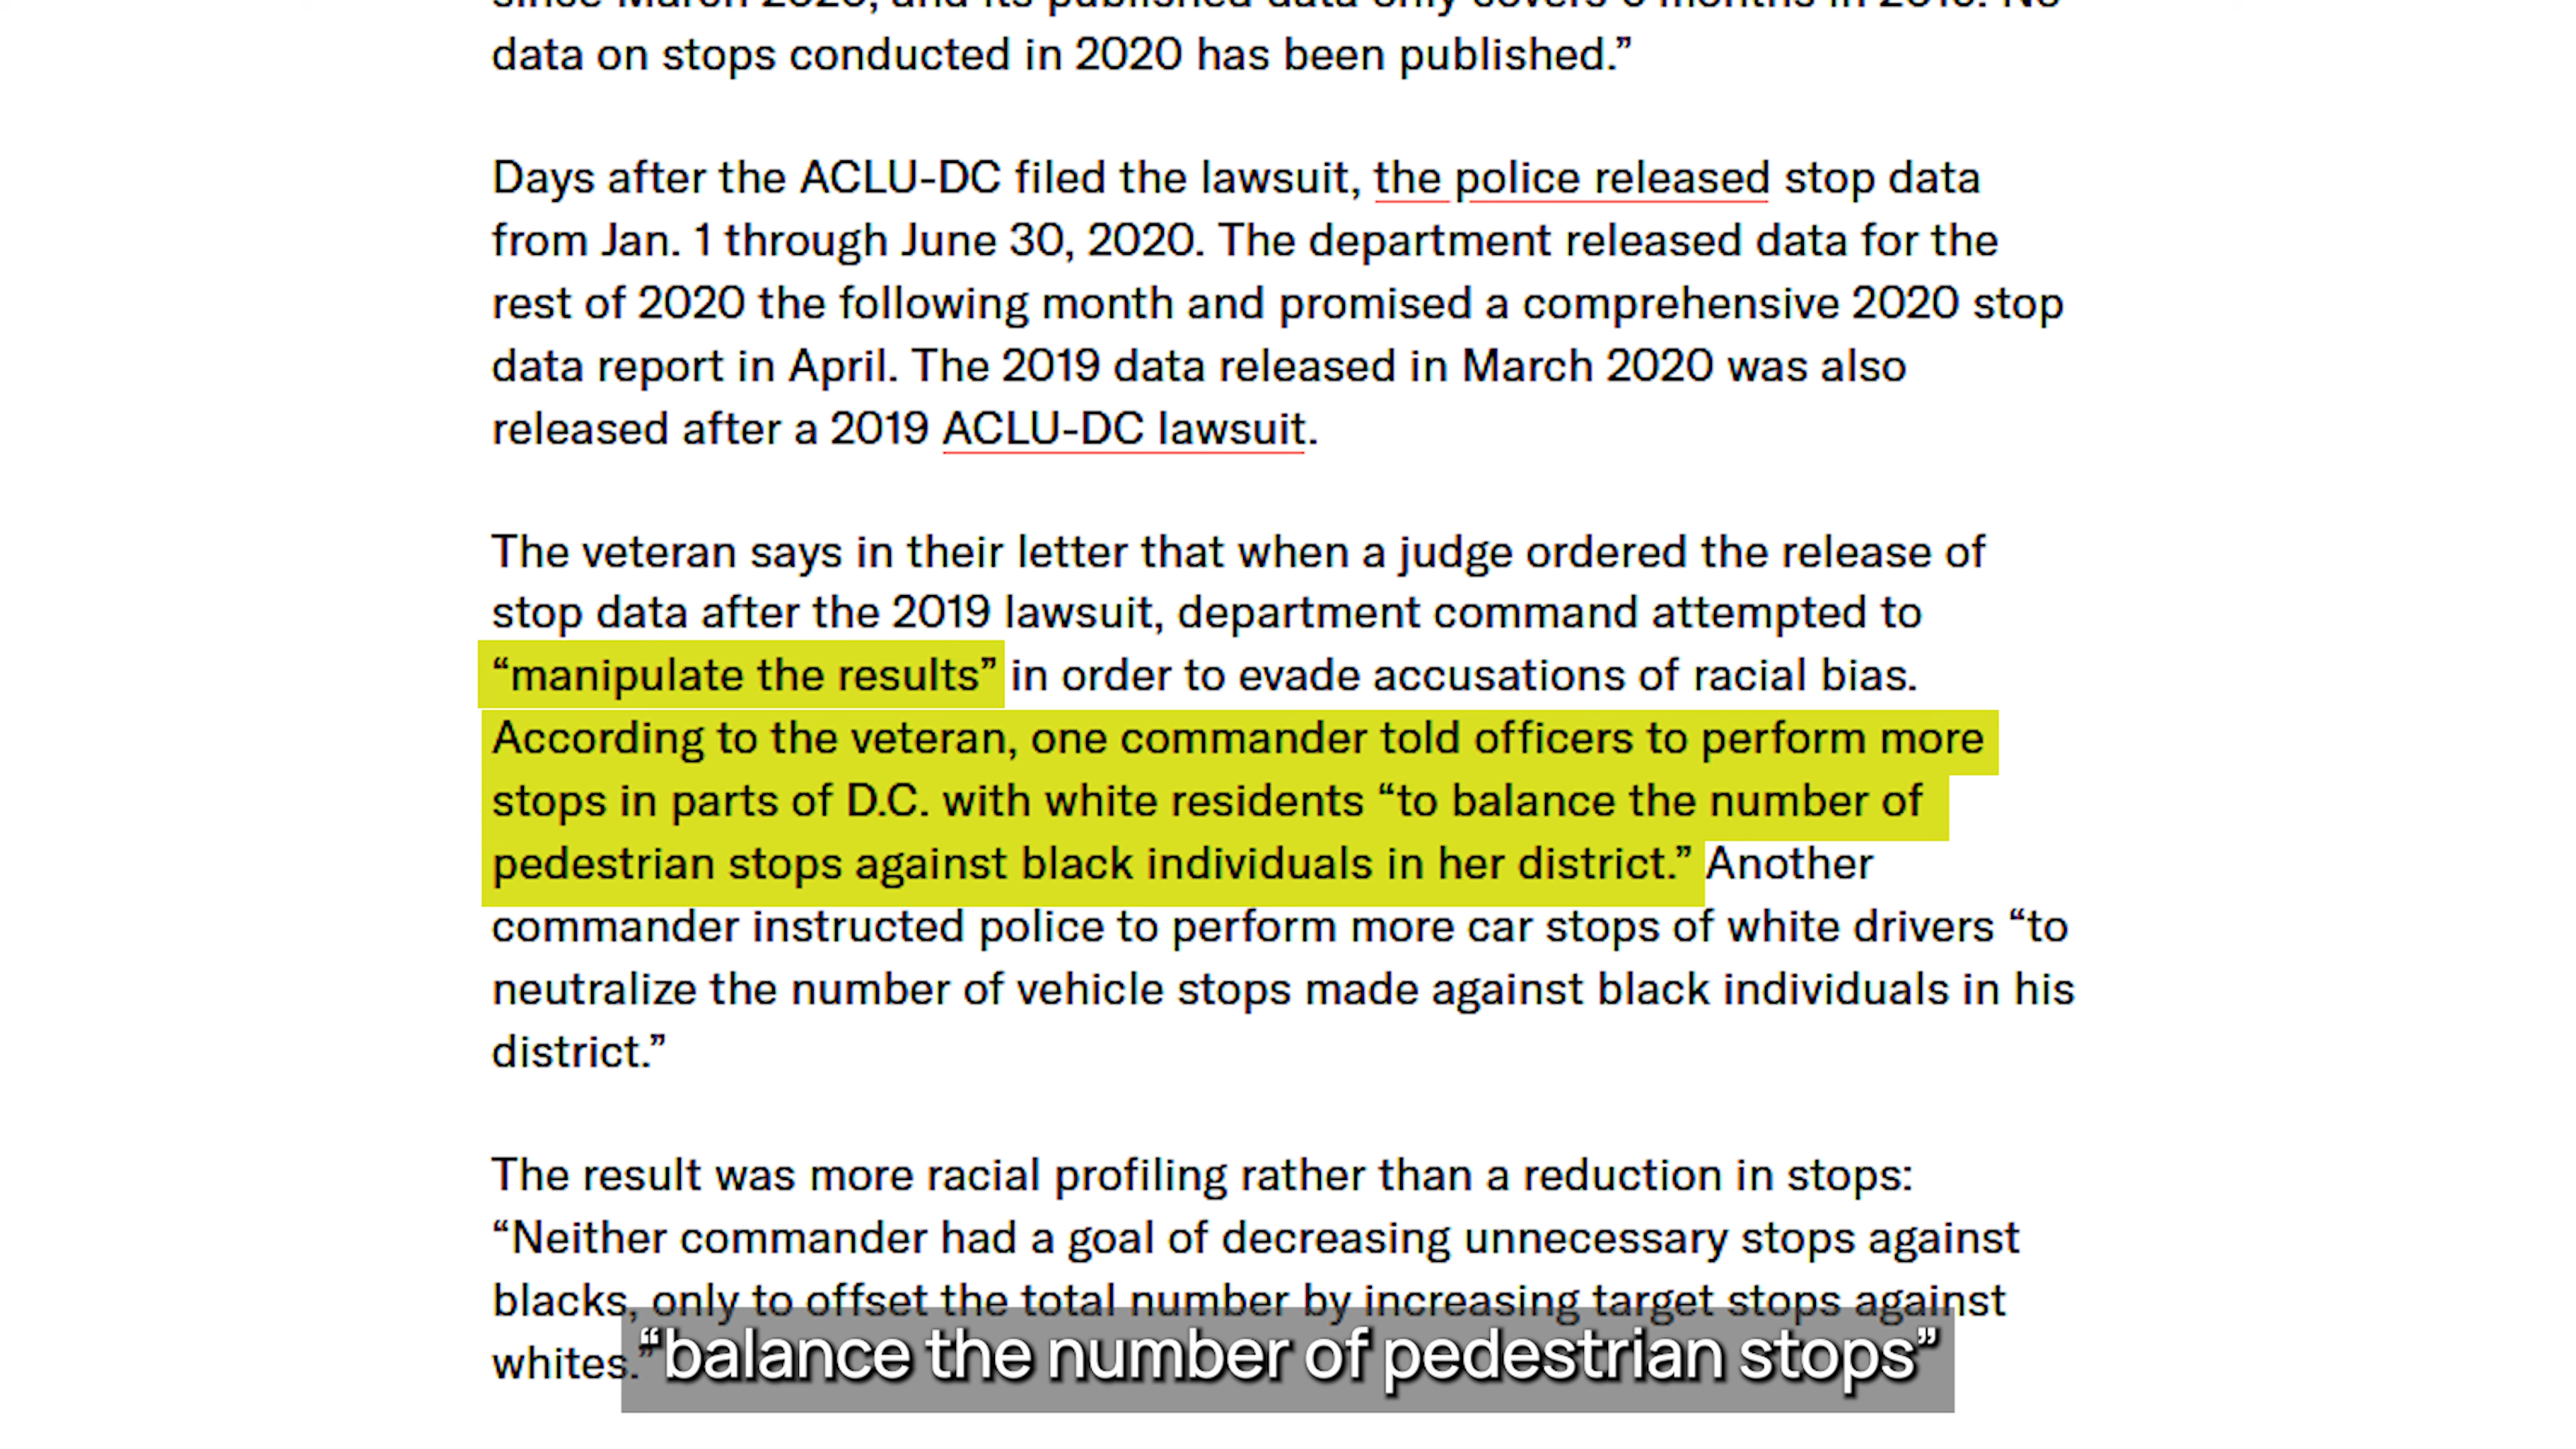 data on stops conducted in 2020 has been published.”
Days after the ACLU-DC filed the lawsuit, the police released stop data
from Jan. 1 through June 30, 2020. The department released data for the
rest of 2020 the following month and promised a comprehensive 2020 stop
data report in April. The 2019 data released in March 2020 was also
released after a 2019 ACLU-DC lawsuit.
The veteran says in their letter that when a judge ordered the release of
stop data after the 2019 lawsuit, department command attempted to
“manipulate the results” in order to evade accusations of racial bias.
According to the veteran, one commander told officers to perform more
stops in parts of D.C. with white residents “to balance the number of
pedestrian stops against black individuals in her district.” Another
commander instructed police to perform more car stops of white drivers “to
neutralize the number of vehicle stops made against black individuals in his
district.”
The result was more racial profiling rather than a reduction in stops:
“Neither commander had a goal of decreasing unnecessary stops against
blacks, only to offset the total number by increasing target stops against
whites.”
“balance the number of pedestrian stops”